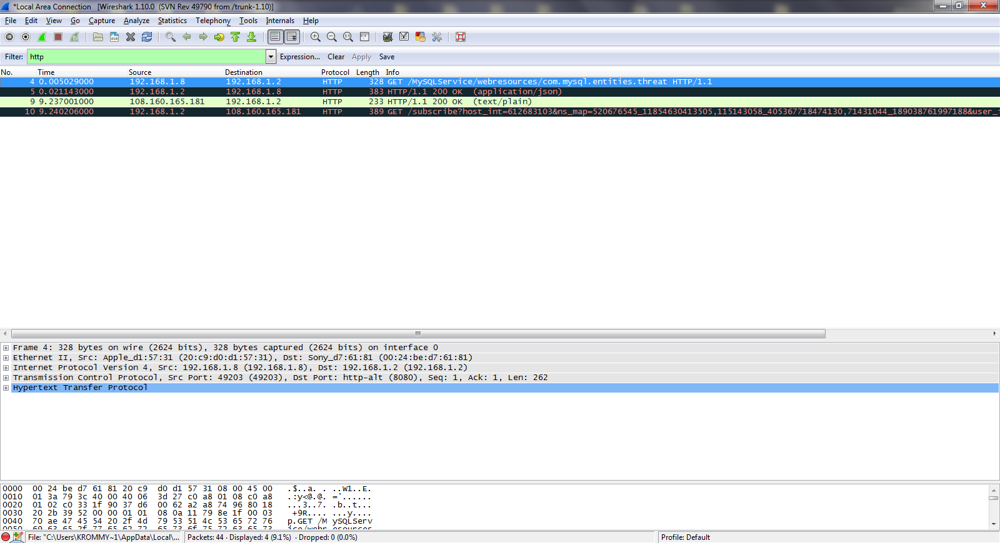 *Local Area Connection [Wireshark 1.10.0 (SVN Rev 49790 from /trunk-1.10)]
File Edit View Go Capture Analyze Statistics Telephony Tools Internals Help
Filter: http Expression... Clear Apply Save
No. Time Source Destination Protocol Length Info
4 0.005029000 192.168.1.8 192.168.1.2 HTTP 328 GET /MySQLService/webresources/com.mysql.entities.threat HTTP/1.1
5 0.021143000 192.168.1.2 192.168.1.8 HTTP 383 HTTP/1.1 200 OK (application/json)
9 9.237001000 108.160.165.181 192.168.1.2 HTTP 233 HTTP/1.1 200 OK (text/plain)
10 9.240206000 192.168.1.2 108.160.165.181 HTTP 389 GET /subscribe?host_int=612683103&ns_map=520676545_11854630413505,115143058_405367718474130,71431044_189038761997188&user_
Frame 4: 328 bytes on wire (2624 bits), 328 bytes captured (2624 bits) on interface 0
Ethernet II, Src: Apple_d1:57:31 (20:c9:d0:d1:57:31), Dst: Sony_d7:61:81 (00:24:be:d7:61:81)
Internet Protocol Version 4, Src: 192.168.1.8 (192.168.1.8), Dst: 192.168.1.2 (192.168.1.2)
Transmission Control Protocol, Src Port: 49203 (49203), Dst Port: http-alt (8080), Seq: 1, Ack: 1, Len: 262
Hypertext Transfer Protocol
0000 00 24 be d7 61 81 20 c9 d0 d1 57 31 08 00 45 00 .$..a. . ..W1..E.
0010 01 3a 79 3c 40 00 40 06 3d 27 c0 a8 01 08 c0 a8 .:y<@.@. ='......
0020 01 02 c0 33 1f 90 37 d6 00 62 a2 a8 74 96 80 18 ...3..7. .b..t...
0030 20 2b 39 52 00 00 01 01 08 0a 11 79 8e 1f 00 03 +9R.... ...y....
0040 70 ae 47 45 54 20 2f 4d 79 53 51 4c 53 65 72 76 p.GET /M ySQLServ
0050 69 63 65 2f 77 65 62 72 65 73 6f 75 72 63 65 73 ice/webr esources
File: "C:\Users\KROMMY~1\AppData\Local\... Packets: 44 · Displayed: 4 (9.1%) · Dropped: 0 (0.0%) Profile: Default